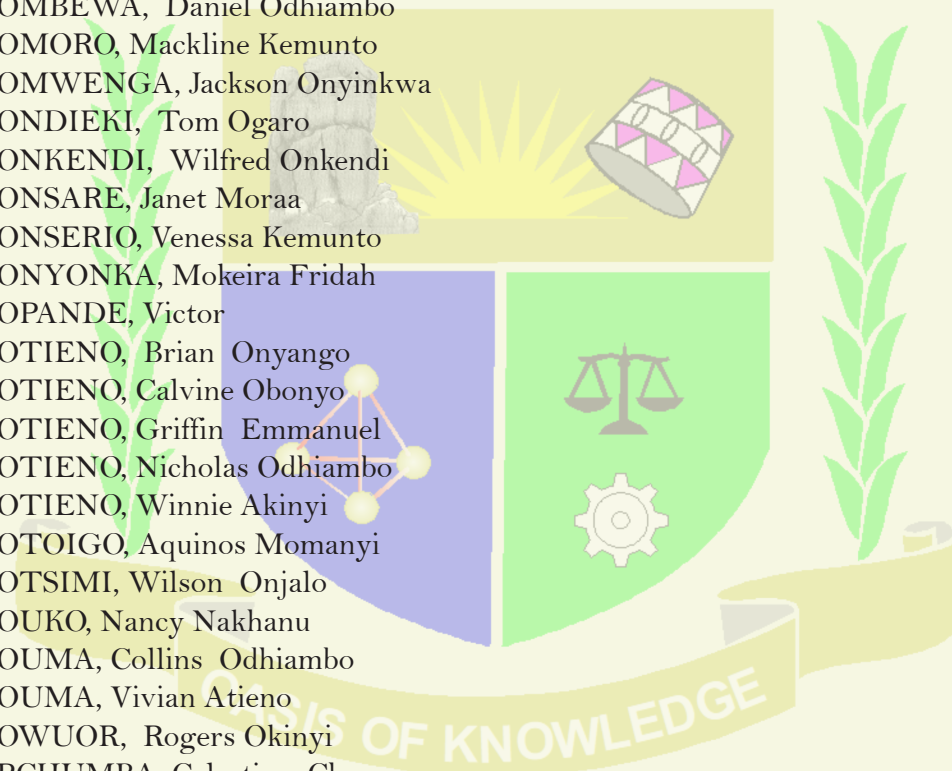 OMBEWA, Daniel Odhiambo
OMORO, Mackline Kemunto
OMWENGA, Jackson Onyinkwa
ONDIEKI, Tom Ogaro
ONKENDI, Wilfred Onkendi
ONSARE, Janet Moraa
ONSERIO, Venessa Kemunto
ONYONKA, Mokeira Fridah
OPANDE, Victor
OTIENO, Brian Onyango
OTIENO, Calvine Obonyo
OTIENO, Griffin Emmanuel
OTIENO, Nicholas Odhiambo
OTIENO, Winnie Akinyi
OTOIGO, Aquinos Momanyi
OTSIMI, Wilson Onjalo
OUKO, Nancy Nakhanu
OUMA, Collins Odhiambo
OUMA, Vivian Atieno
OWUOR, Rogers Okinyi
OASIS OF KNOWLEDGE